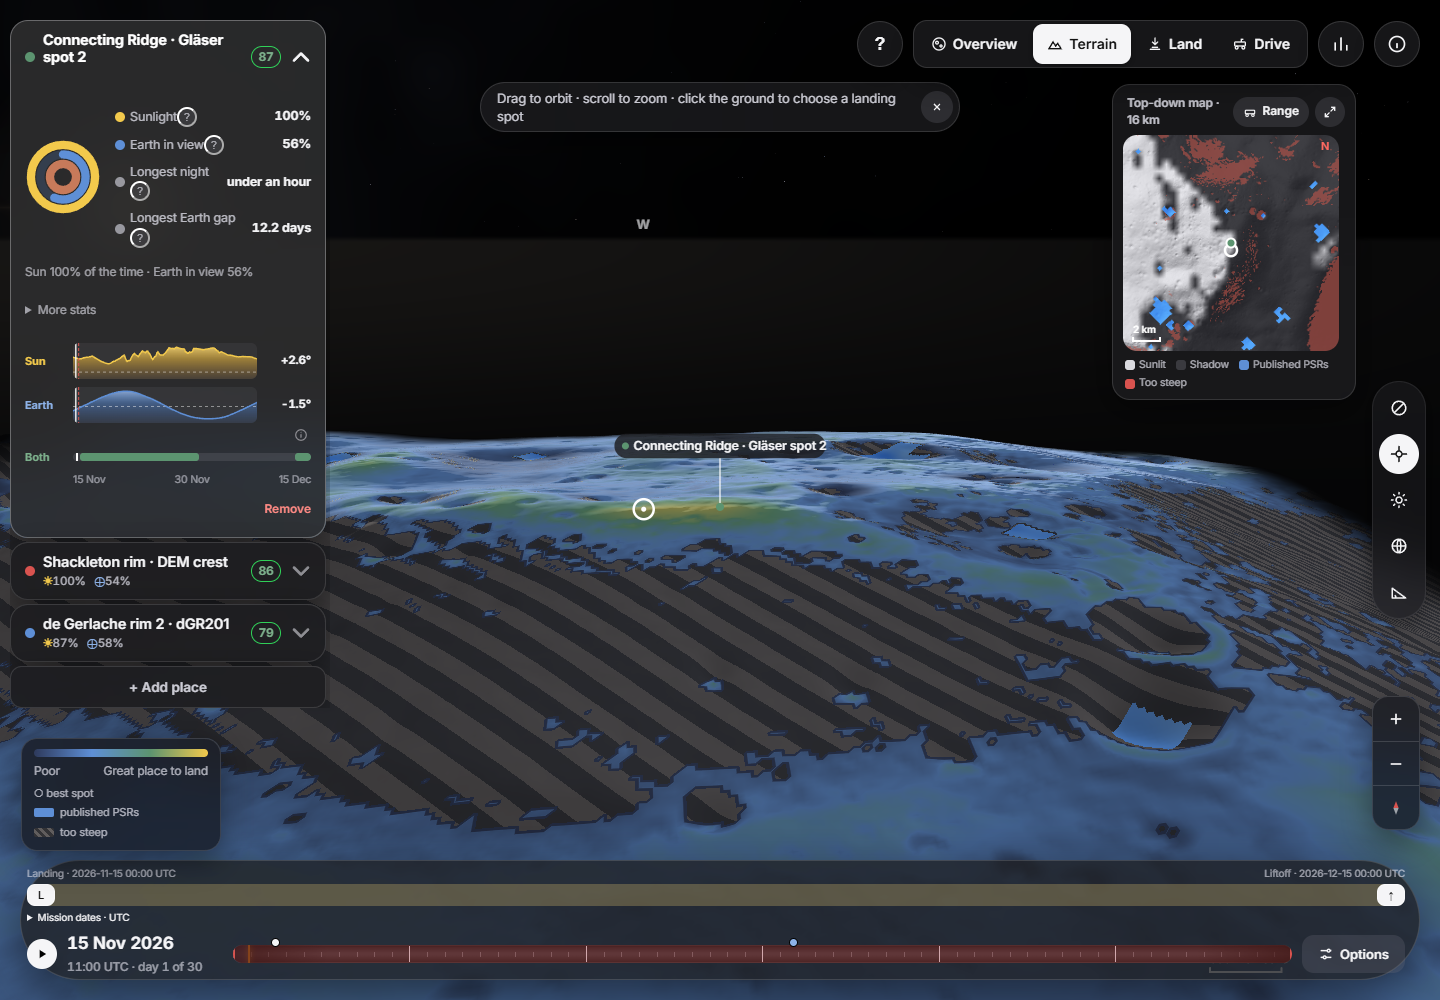 Connecting Ridge · Gläser spot 2
87
Sunlight ? 100%
Earth in view ? 56%
Longest night ? under an hour
Longest Earth gap ? 12.2 days
Sun 100% of the time · Earth in view 56%
More stats
Sun +2.6°
Earth -1.5°
Both
15 Nov 30 Nov 15 Dec
Remove
Shackleton rim · DEM crest
100% 54%
86
de Gerlache rim 2 · dGR201
87% 58%
79
+ Add place
Poor Great place to land
best spot
published PSRs
too steep
?
Overview
Terrain
Land
Drive
Drag to orbit · scroll to zoom · click the ground to choose a landing
spot
W
Connecting Ridge · Gläser spot 2
Top-down map ·
16 km
Range
N
2 km
Sunlit Shadow Published PSRs
Too steep
Landing · 2026-11-15 00:00 UTC
Liftoff · 2026-12-15 00:00 UTC
L
Mission dates · UTC
15 Nov 2026
11:00 UTC · day 1 of 30
Options